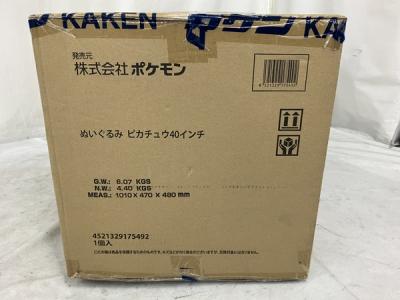 KAKEN
KA
発売元
株式会社 ポケモン
4521329175492
ぬいぐるみ ピカチュウ40インチ
G.W.: 6.07 KGS
N.W.: 4.40 KGS
MEAS.: 1010 × 470 × 480 mm
4521329175492
1個入